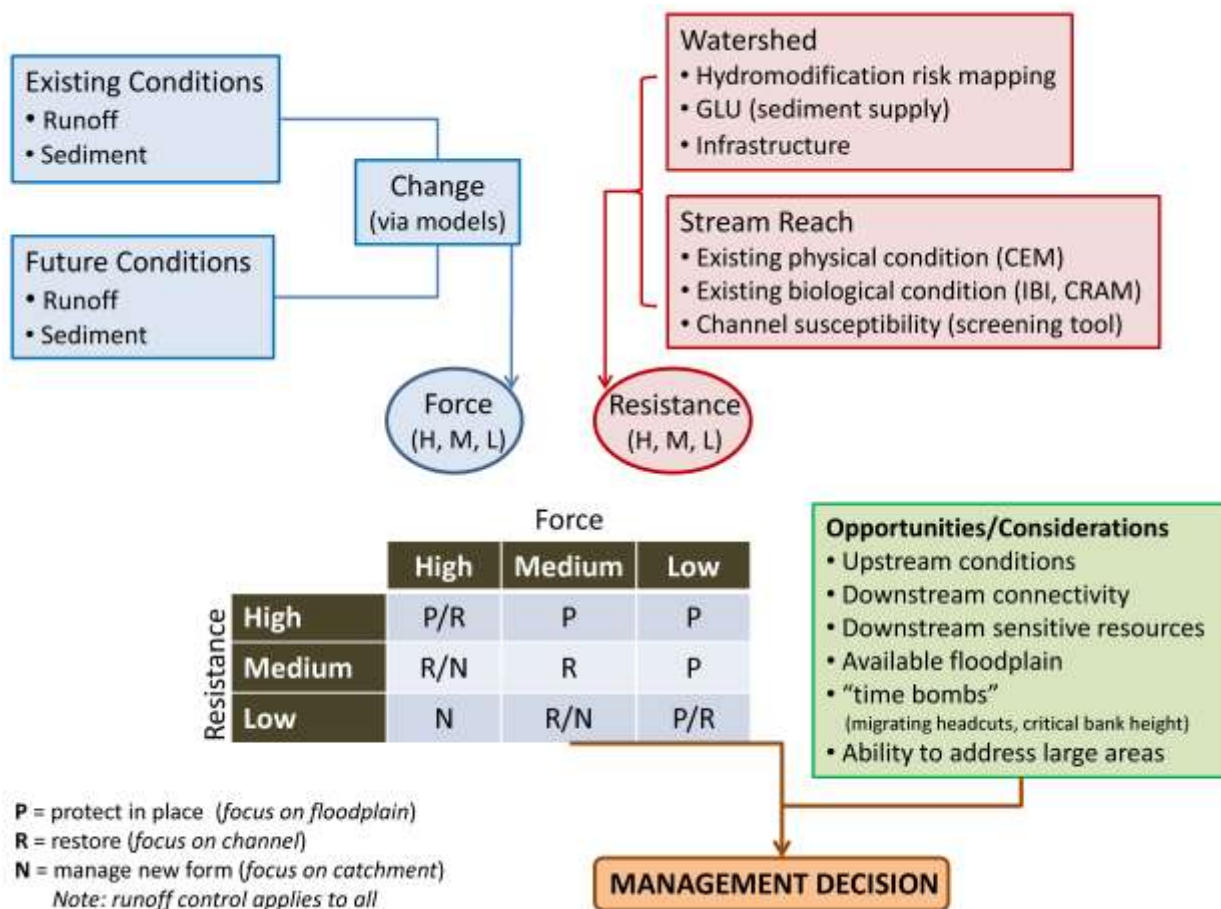 Existing Conditions
• Runoff
• Sediment
Future Conditions
• Runoff
• Sediment
Change
(via models)
Watershed
• Hydromodification risk mapping
• GLU (sediment supply)
• Infrastructure
Stream Reach
• Existing physical condition (CEM)
• Existing biological condition (IBI, CRAM)
• Channel susceptibility (screening tool)
Force
(H, M, L)
Resistance
(H, M, L)
Force
High Medium Low
Resistance
High P/R P P
Medium R/N R P
Low N R/N P/R
Opportunities/Considerations
• Upstream conditions
• Downstream connectivity
• Downstream sensitive resources
• Available floodplain
• “time bombs”
(migrating headcuts, critical bank height)
• Ability to address large areas
P = protect in place (focus on floodplain)
R = restore (focus on channel)
N = manage new form (focus on catchment)
Note: runoff control applies to all
MANAGEMENT DECISION